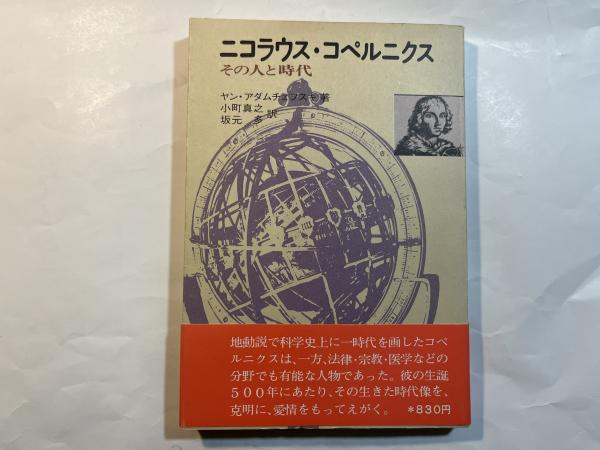 ニコラウス・コペルニクス
その人と時代
ヤン・アダムチェフスキ 著
小町真之
坂元 多 訳
地動説で科学史上に一時代を画したコペ
ルニクスは、一方、法律・宗教・医学などの
分野でも有能な人物であった。彼の生誕
500年にあたり、その生きた時代像を、
克明に、愛情をもってえがく。 *830円